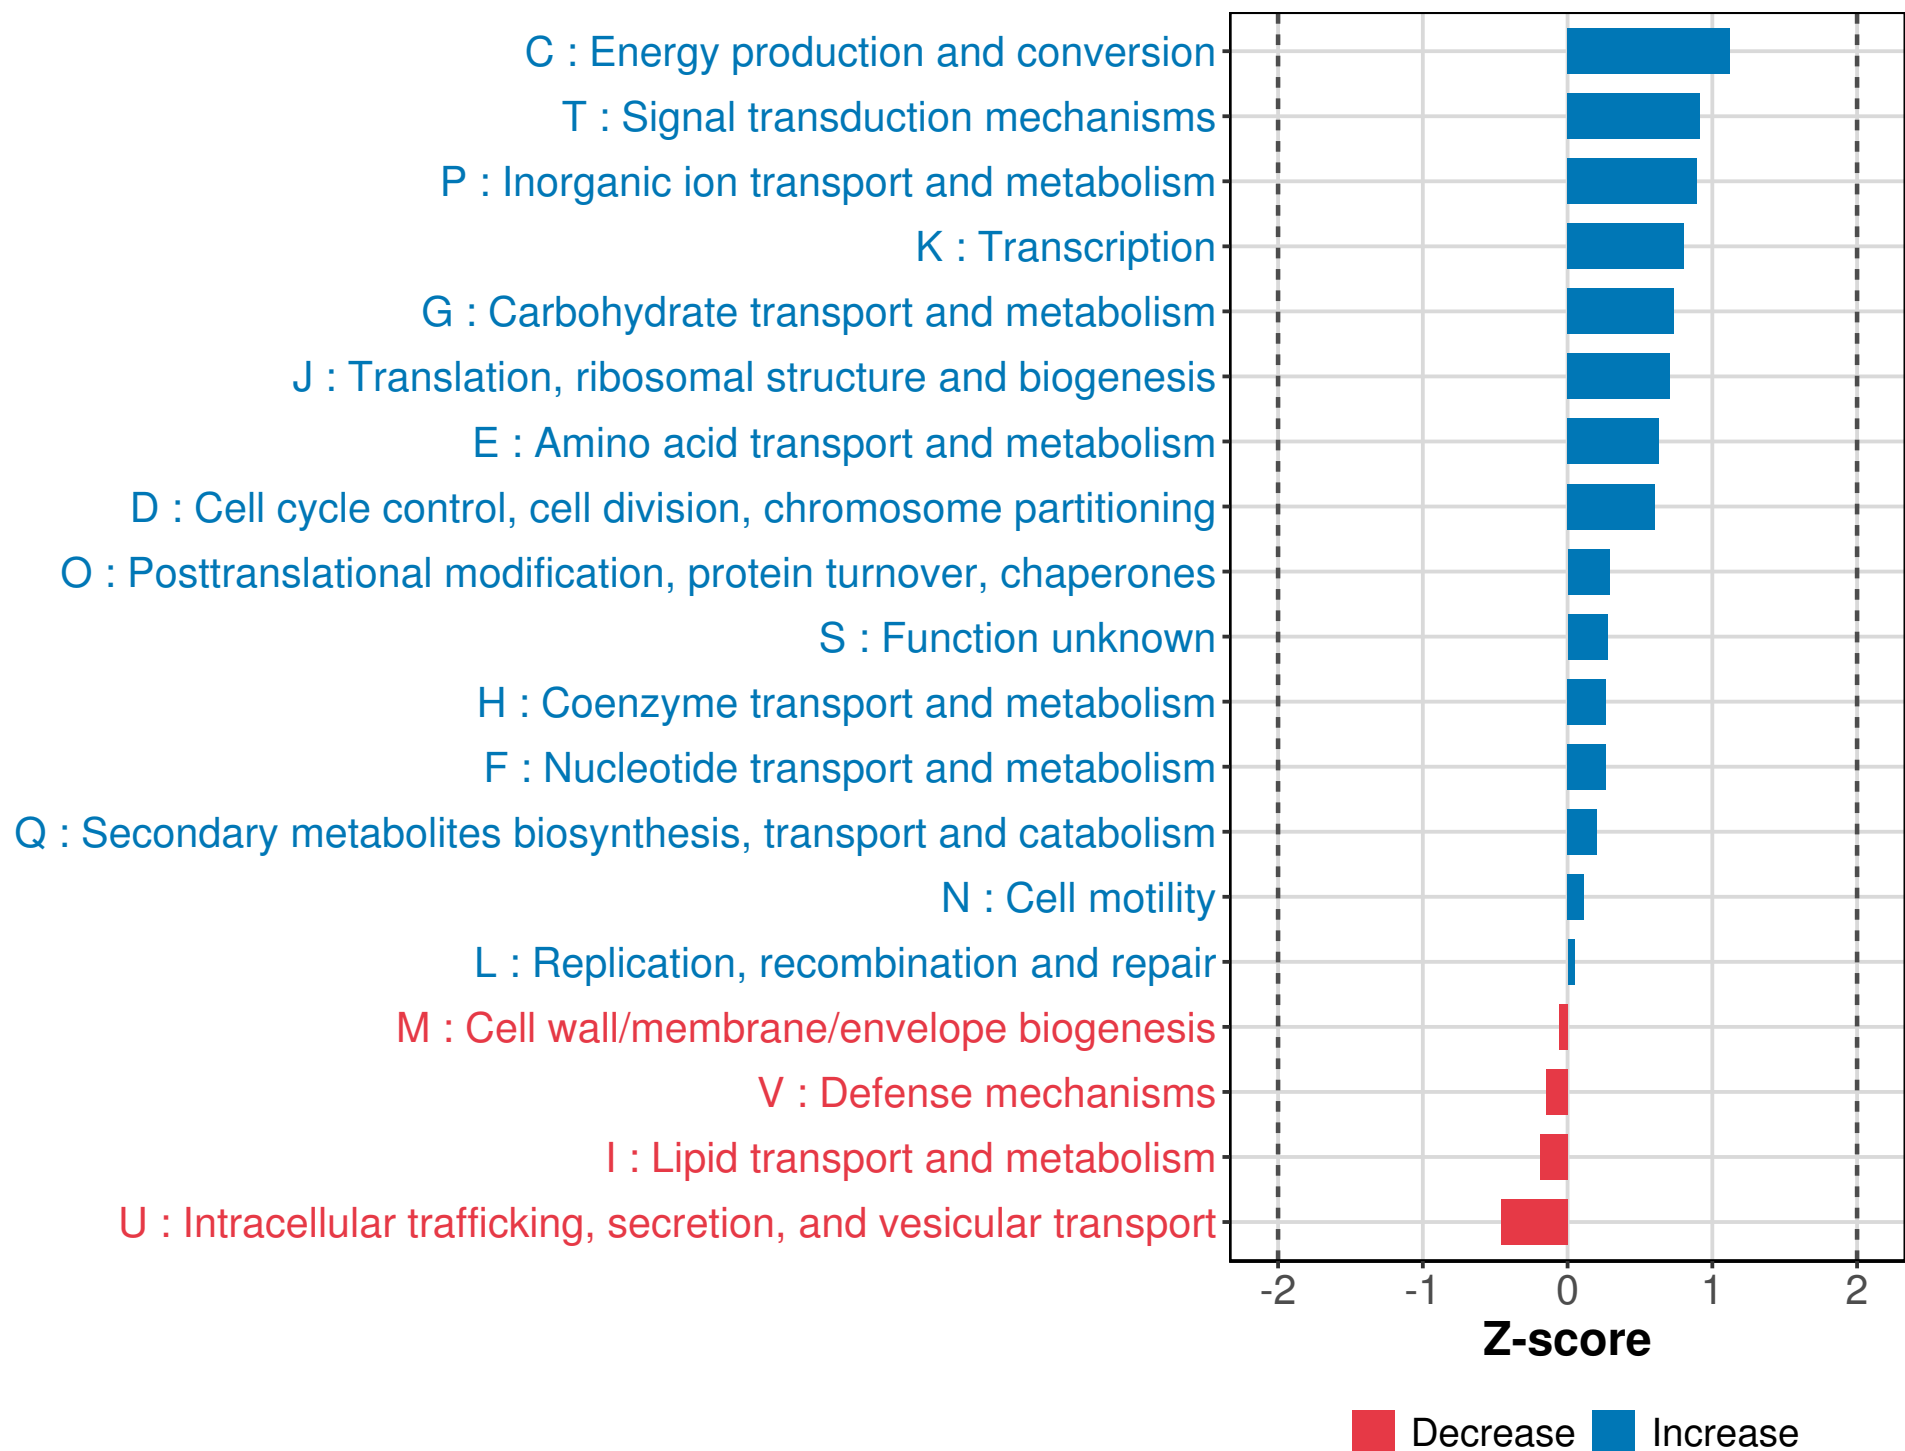 C : Energy production and conversion
T : Signal transduction mechanisms
P : Inorganic ion transport and metabolism
K : Transcription
G : Carbohydrate transport and metabolism
J : Translation, ribosomal structure and biogenesis
E : Amino acid transport and metabolism
D : Cell cycle control, cell division, chromosome partitioning
O : Posttranslational modification, protein turnover, chaperones
S : Function unknown
H : Coenzyme transport and metabolism
F : Nucleotide transport and metabolism
Q : Secondary metabolites biosynthesis, transport and catabolism
N : Cell motility
L : Replication, recombination and repair
M : Cell wall/membrane/envelope biogenesis
V : Defense mechanisms
I : Lipid transport and metabolism
U : Intracellular trafficking, secretion, and vesicular transport
-2 -1 0 1 2
Z-score
Decrease Increase